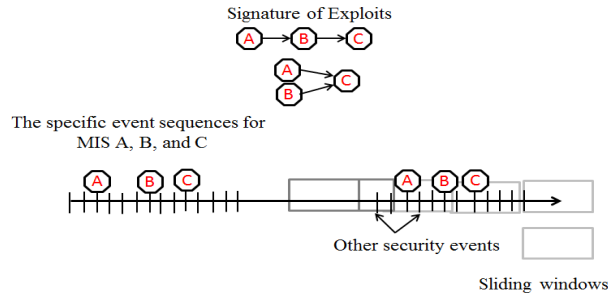 Signature of Exploits
A B C
A
C
B
The specific event sequences for
MIS A, B, and C
A B C A B C
Other security events
Sliding windows